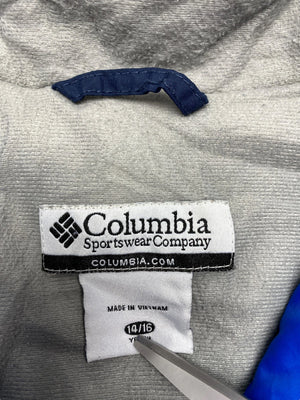 Columbia
Sportswear Company
COLUMBIA.COM
MADE IN VIETNAM
14/16